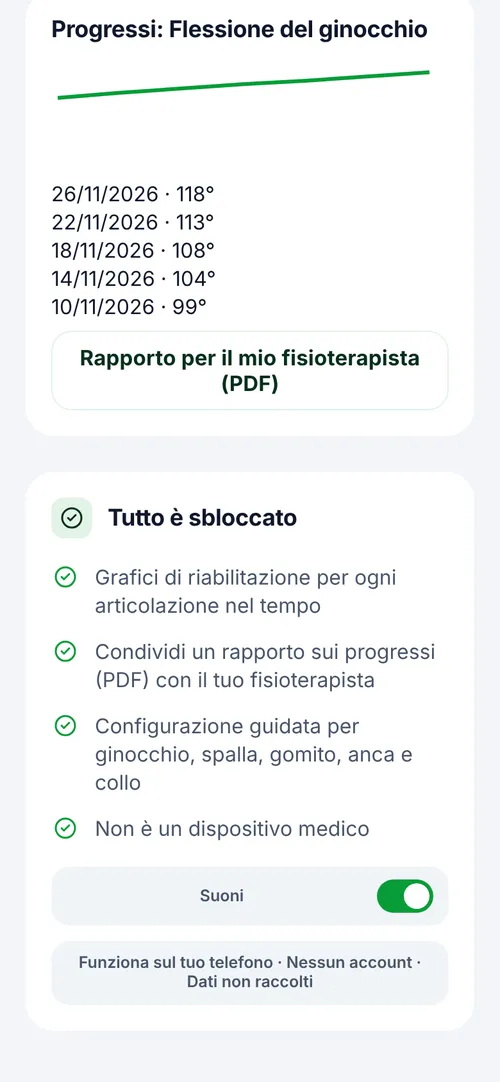 Progressi: Flessione del ginocchio
26/11/2026 · 118°
22/11/2026 · 113°
18/11/2026 · 108°
14/11/2026 · 104°
10/11/2026 · 99°
Rapporto per il mio fisioterapista
(PDF)
Tutto è sbloccato
Grafici di riabilitazione per ogni
articolazione nel tempo
Condividi un rapporto sui progressi
(PDF) con il tuo fisioterapista
Configurazione guidata per
ginocchio, spalla, gomito, anca e
collo
Non è un dispositivo medico
Suoni
Funziona sul tuo telefono · Nessun account ·
Dati non raccolti